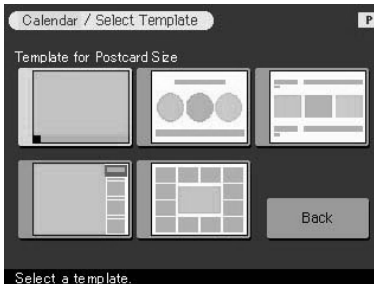 Calendar / Select Template
P
Template for Postcard Size
Back
Select a template.